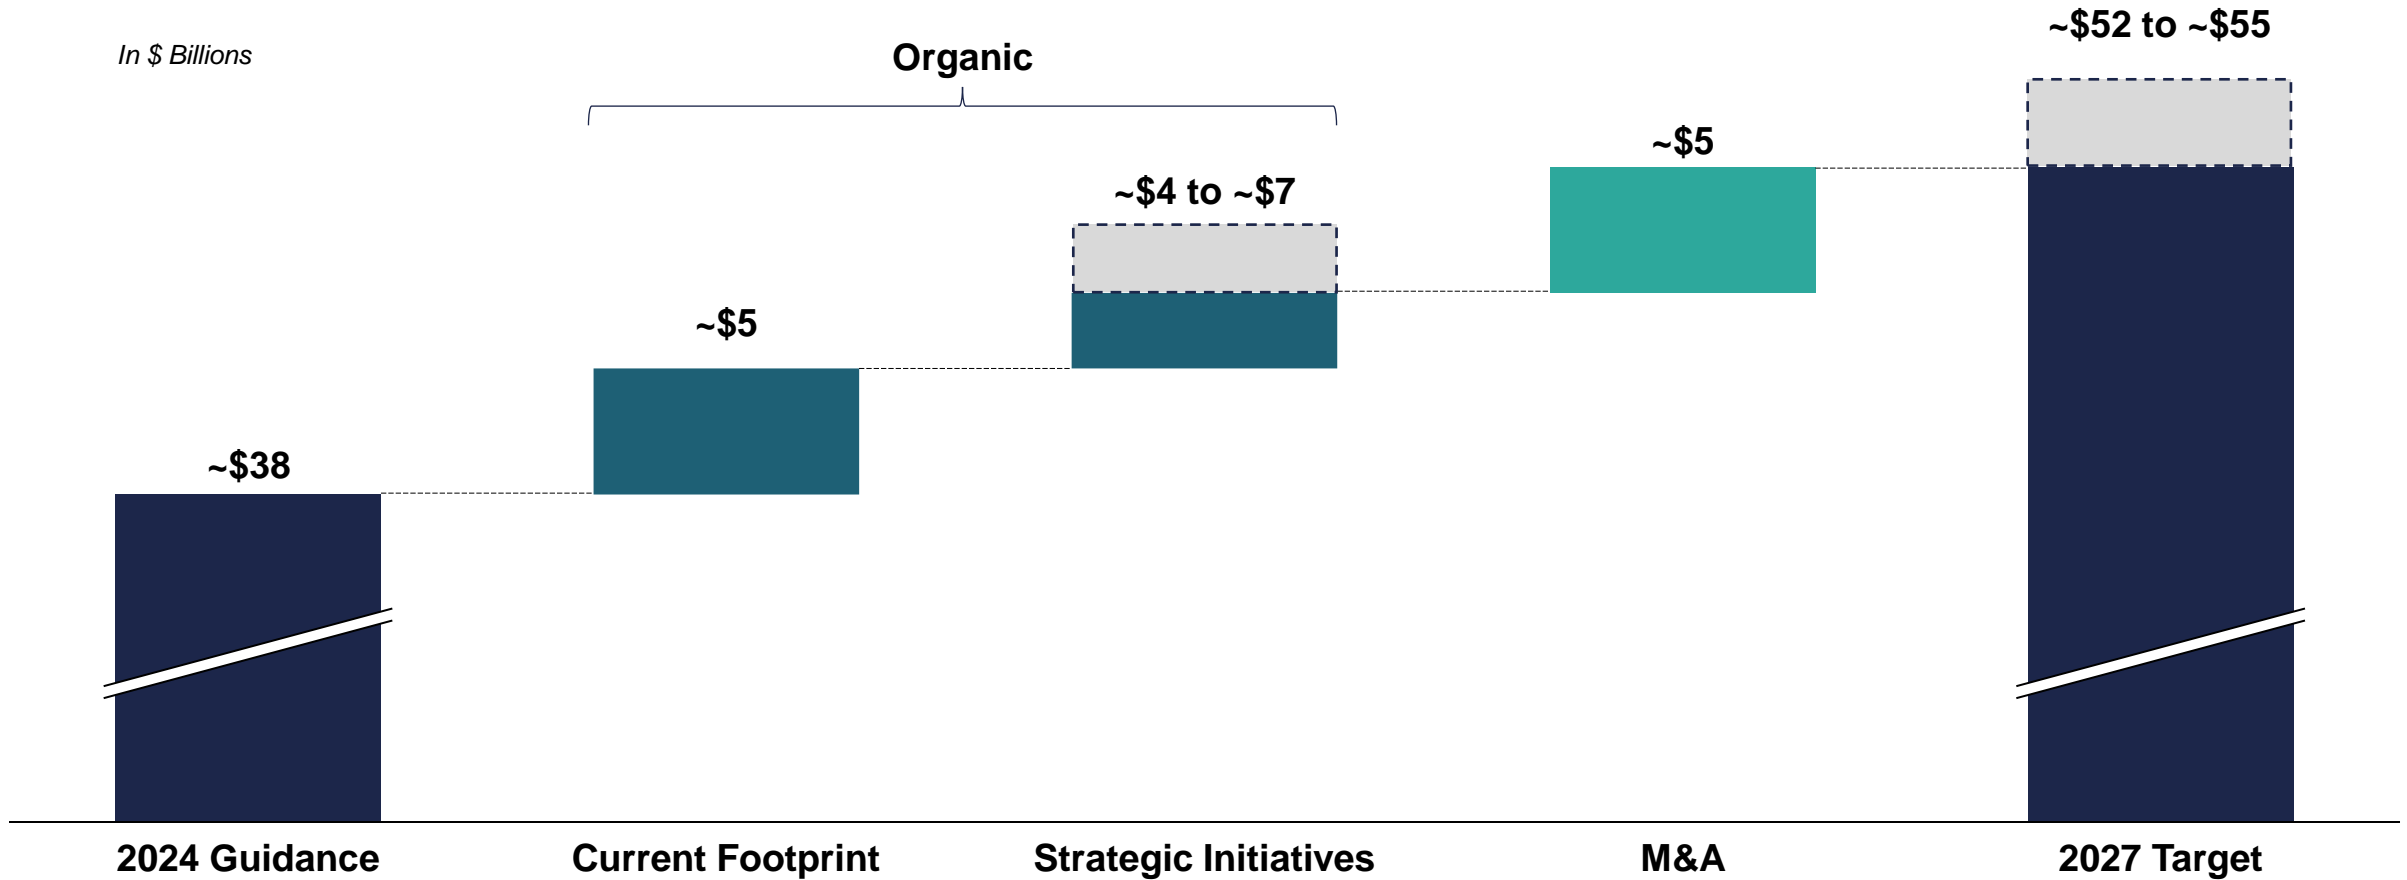 In $ Billions
Organic
~$38
~$5
~$4 to ~$7
~$5
~$52 to ~$55
2024 Guidance
Current Footprint
Strategic Initiatives
M&A
2027 Target